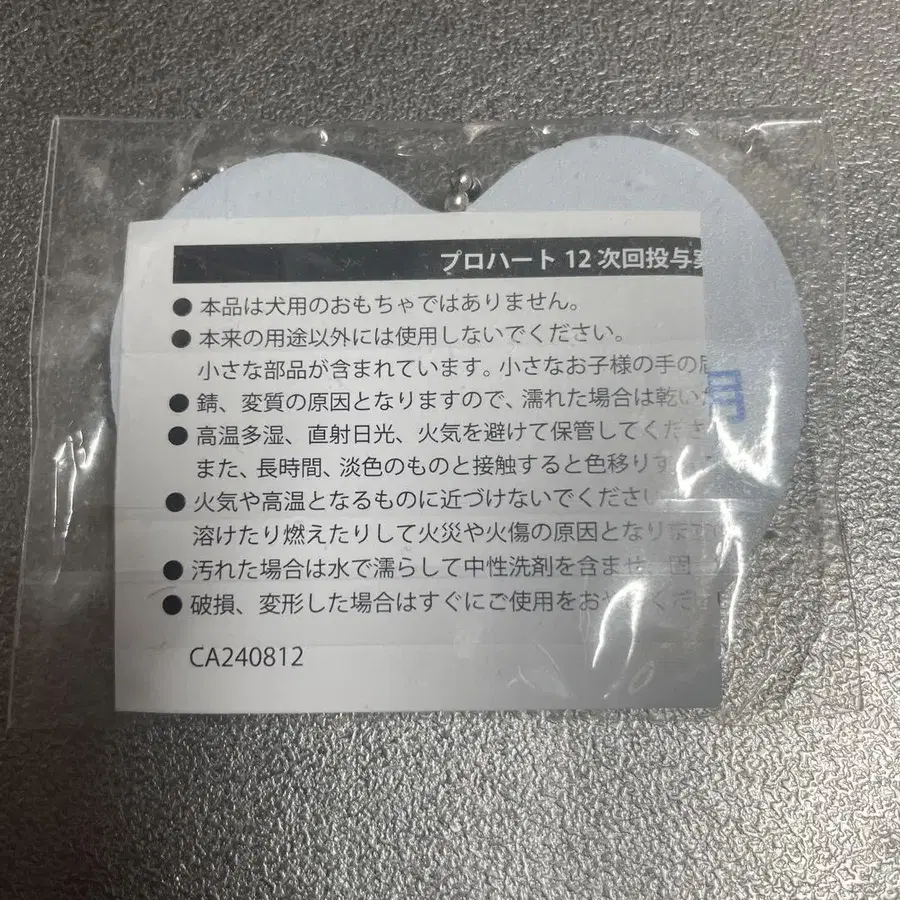 プロハート 12 次回投与
● 本品は犬用のおもちゃではありません。
● 本来の用途以外には使用しないでください。
小さな部品が含まれています。小さなお子様の手の
● 錆、変質の原因となりますので、濡れた場合は乾い
● 高温多湿、直射日光、火気を避けて保管してくださ
また、長時間、淡色のものと接触すると色移りす
● 火気や高温となるものに近づけないでください
溶けたり燃えたりして火災や火傷の原因となりま
● 汚れた場合は水で濡らして中性洗剤を含ませ 固
● 破損、変形した場合はすぐにご使用をおやめくださ
CA240812
月